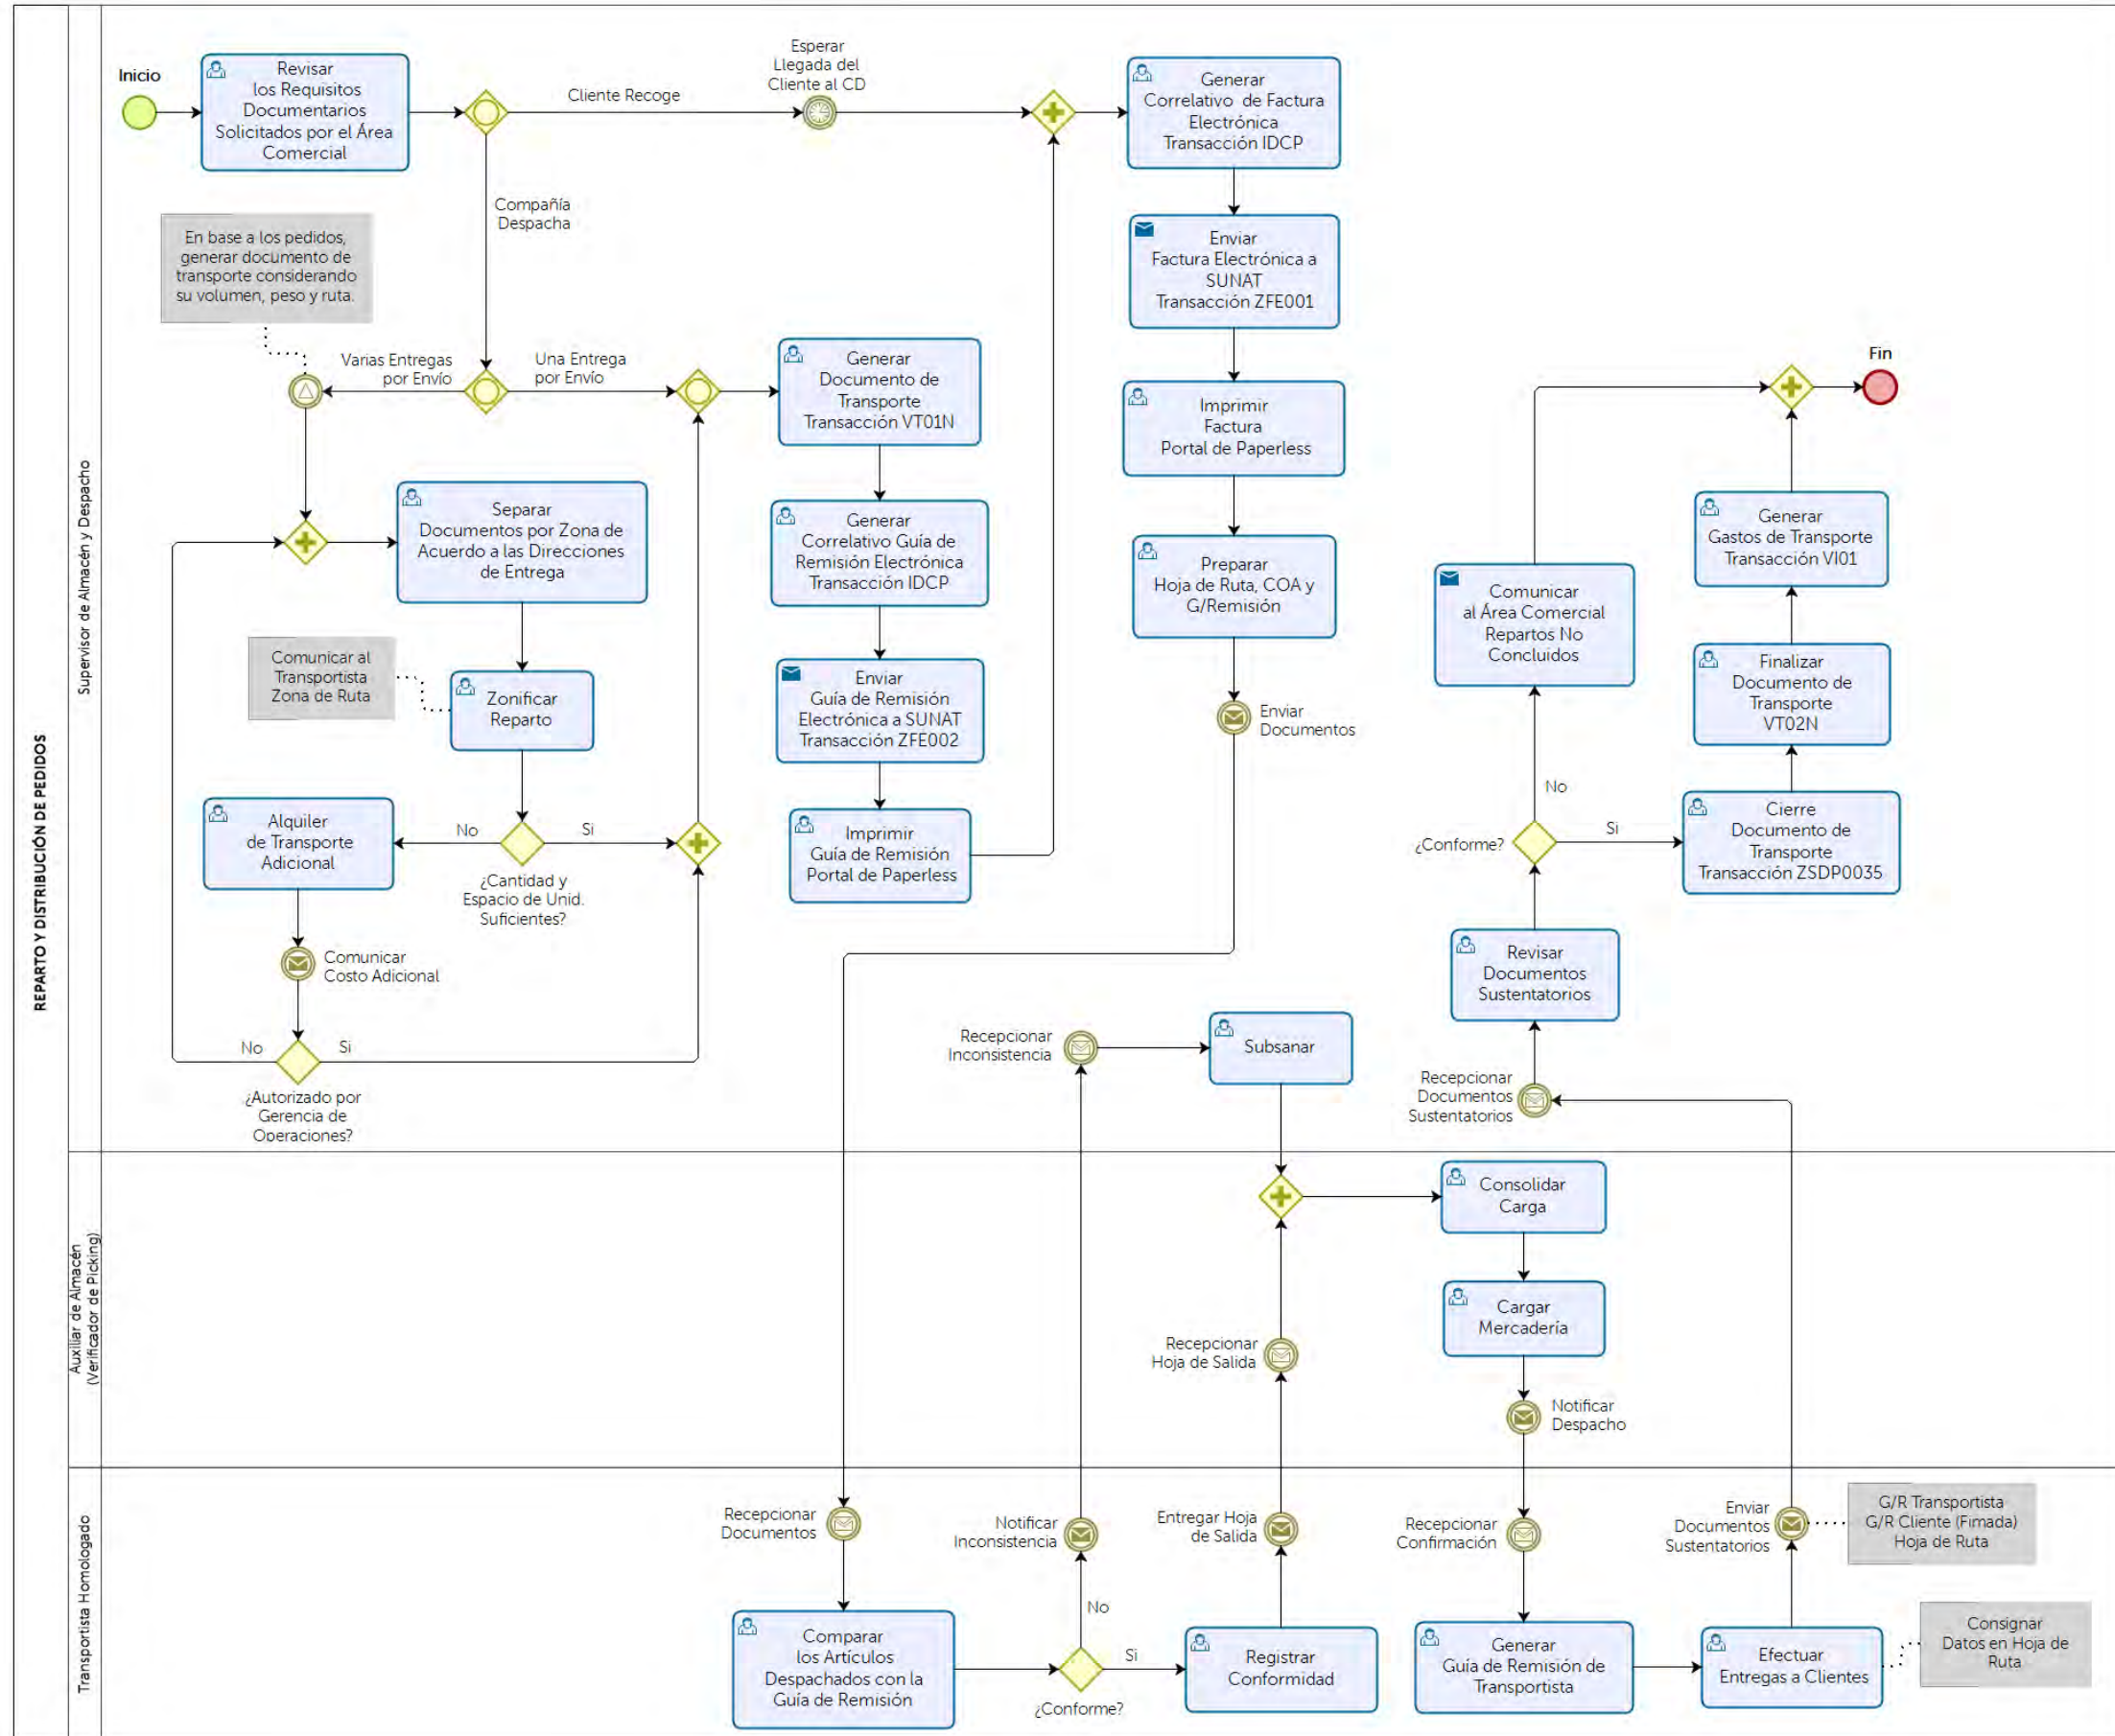 REPARTO Y DISTRIBUCIÓN DE PEDIDOS
Supervisor de Almacén y Despacho
Inicio
Revisar
los Requisitos
Documentarios
Solicitados por el Área
Comercial
Cliente Recoge
Esperar
Llegada del
Cliente al CD
Compañía
Despacha
En base a los pedidos,
generar documento de
transporte considerando
su volumen, peso y ruta.
Varias Entregas
por Envío
Una Entrega
por Envío
Separar
Documentos por Zona de
Acuerdo a las Direcciones
de Entrega
Comunicar al
Transportista
Zona de Ruta
Zonificar
Reparto
Alquiler
de Transporte
Adicional
No
Si
¿Cantidad y
Espacio de Unid.
Suficientes?
Comunicar
Costo Adicional
No
Si
¿Autorizado por
Gerencia de
Operaciones?
Generar
Documento de
Transporte
Transacción VT01N
Generar
Correlativo Guía de
Remisión Electrónica
Transacción IDCP
Enviar
Guía de Remisión
Electrónica a SUNAT
Transacción ZFE002
Imprimir
Guía de Remisión
Portal de Paperless
Generar
Correlativo de Factura
Electrónica
Transacción IDCP
Enviar
Factura Electrónica a
SUNAT
Transacción ZFE001
Imprimir
Factura
Portal de Paperless
Preparar
Hoja de Ruta, COA y
G/Remisión
Enviar
Documentos
Recepcionar
Inconsistencia
Subsanar
Fin
Generar
Gastos de Transporte
Transacción VI01
Comunicar
al Área Comercial
Repartos No
Concluidos
Finalizar
Documento de
Transporte
VT02N
No
¿Conforme?
Si
Cierre
Documento de
Transporte
Transacción ZSDP0035
Revisar
Documentos
Sustentatorios
Recepcionar
Documentos
Sustentatorios
Auxiliar de Almacén
(Verificador de Picking)
Consolidar
Carga
Cargar
Mercadería
Recepcionar
Hoja de Salida
Notificar
Despacho
Transportista Homologado
Recepcionar
Documentos
Notificar
Inconsistencia
Entregar Hoja
de Salida
Recepcionar
Confirmación
Enviar
Documentos
Sustentatorios
G/R Transportista
G/R Cliente (Fimada)
Hoja de Ruta
Comparar
los Artículos
Despachados con la
Guía de Remisión
No
Si
¿Conforme?
Registrar
Conformidad
Generar
Guía de Remisión de
Transportista
Efectuar
Entregas a Clientes
Consignar
Datos en Hoja de
Ruta